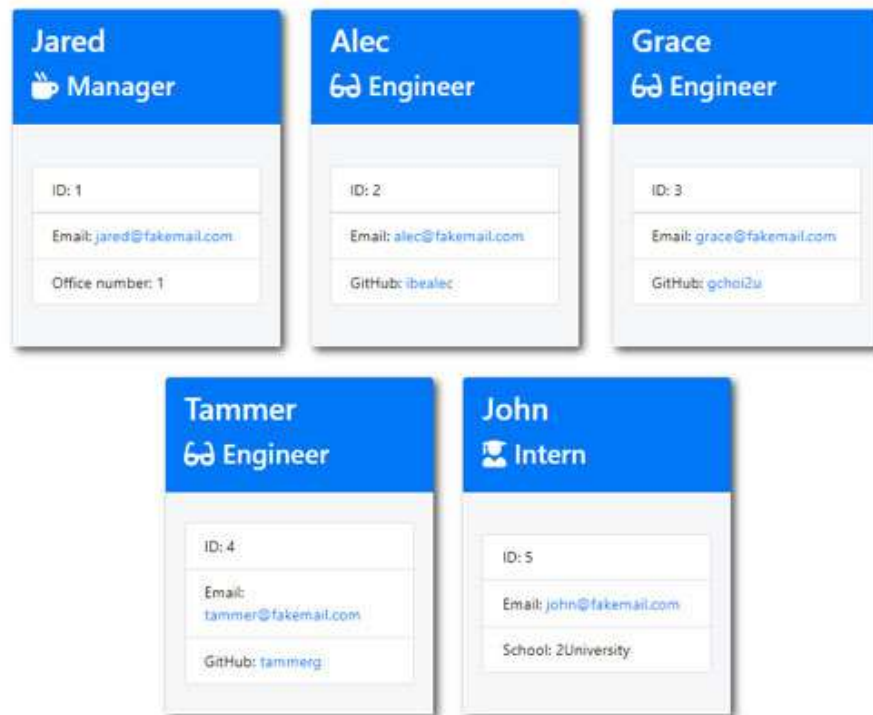 Jared
Manager
ID: 1
Email: jared@fakemail.com
Office number: 1
Alec
Engineer
ID: 2
Email: alec@fakemail.com
GitHub: ibealec
Grace
Engineer
ID: 3
Email: grace@fakemail.com
GitHub: gchoi2u
Tammer
Engineer
ID: 4
Email:
tammer@fakemail.com
GitHub: tammerg
John
Intern
ID: 5
Email: john@fakemail.com
School: 2University